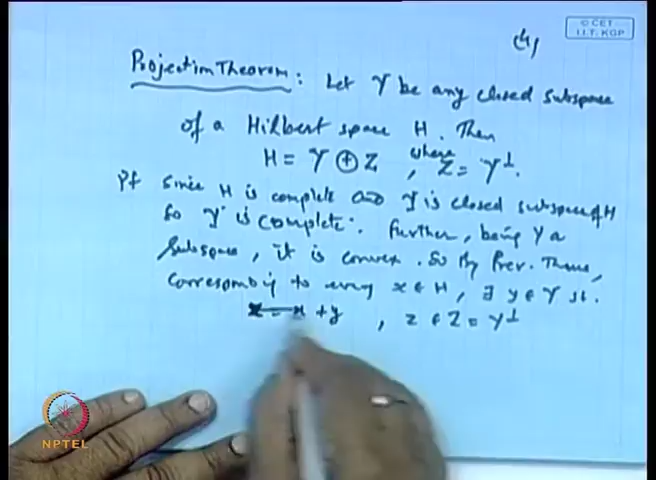 © CET
I.I.T. KGP
Projection Theorem: Let Y be any closed subspace
of a Hilbert space H. Then
H = Y ⊕ Z, where Z = Y⊥.
Pf Since H is complete and Y is closed subspace of H
So Y is complete. Further, being Y a
Subspace, it is convex. So By Prev. Thm,
Corresponding to every x ∈ H, ∃ y ∈ Y st.
+ y, z ∈ Z = Y⊥
NPTEL